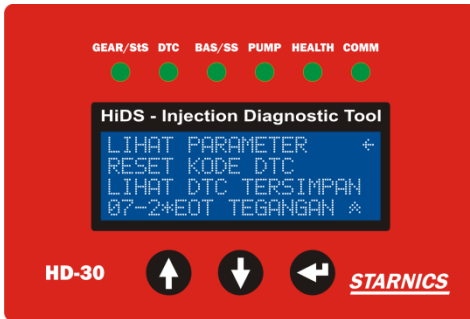 GEAR/StS DTC BAS/SS PUMP HEALTH COMM
HiDS - Injection Diagnostic Tool
LIHAT PARAMETER ←
RESET KODE DTC
LIHAT DTC TERSIMPAN
07-2*EOT TEGANGAN
HD-30
STARNICS